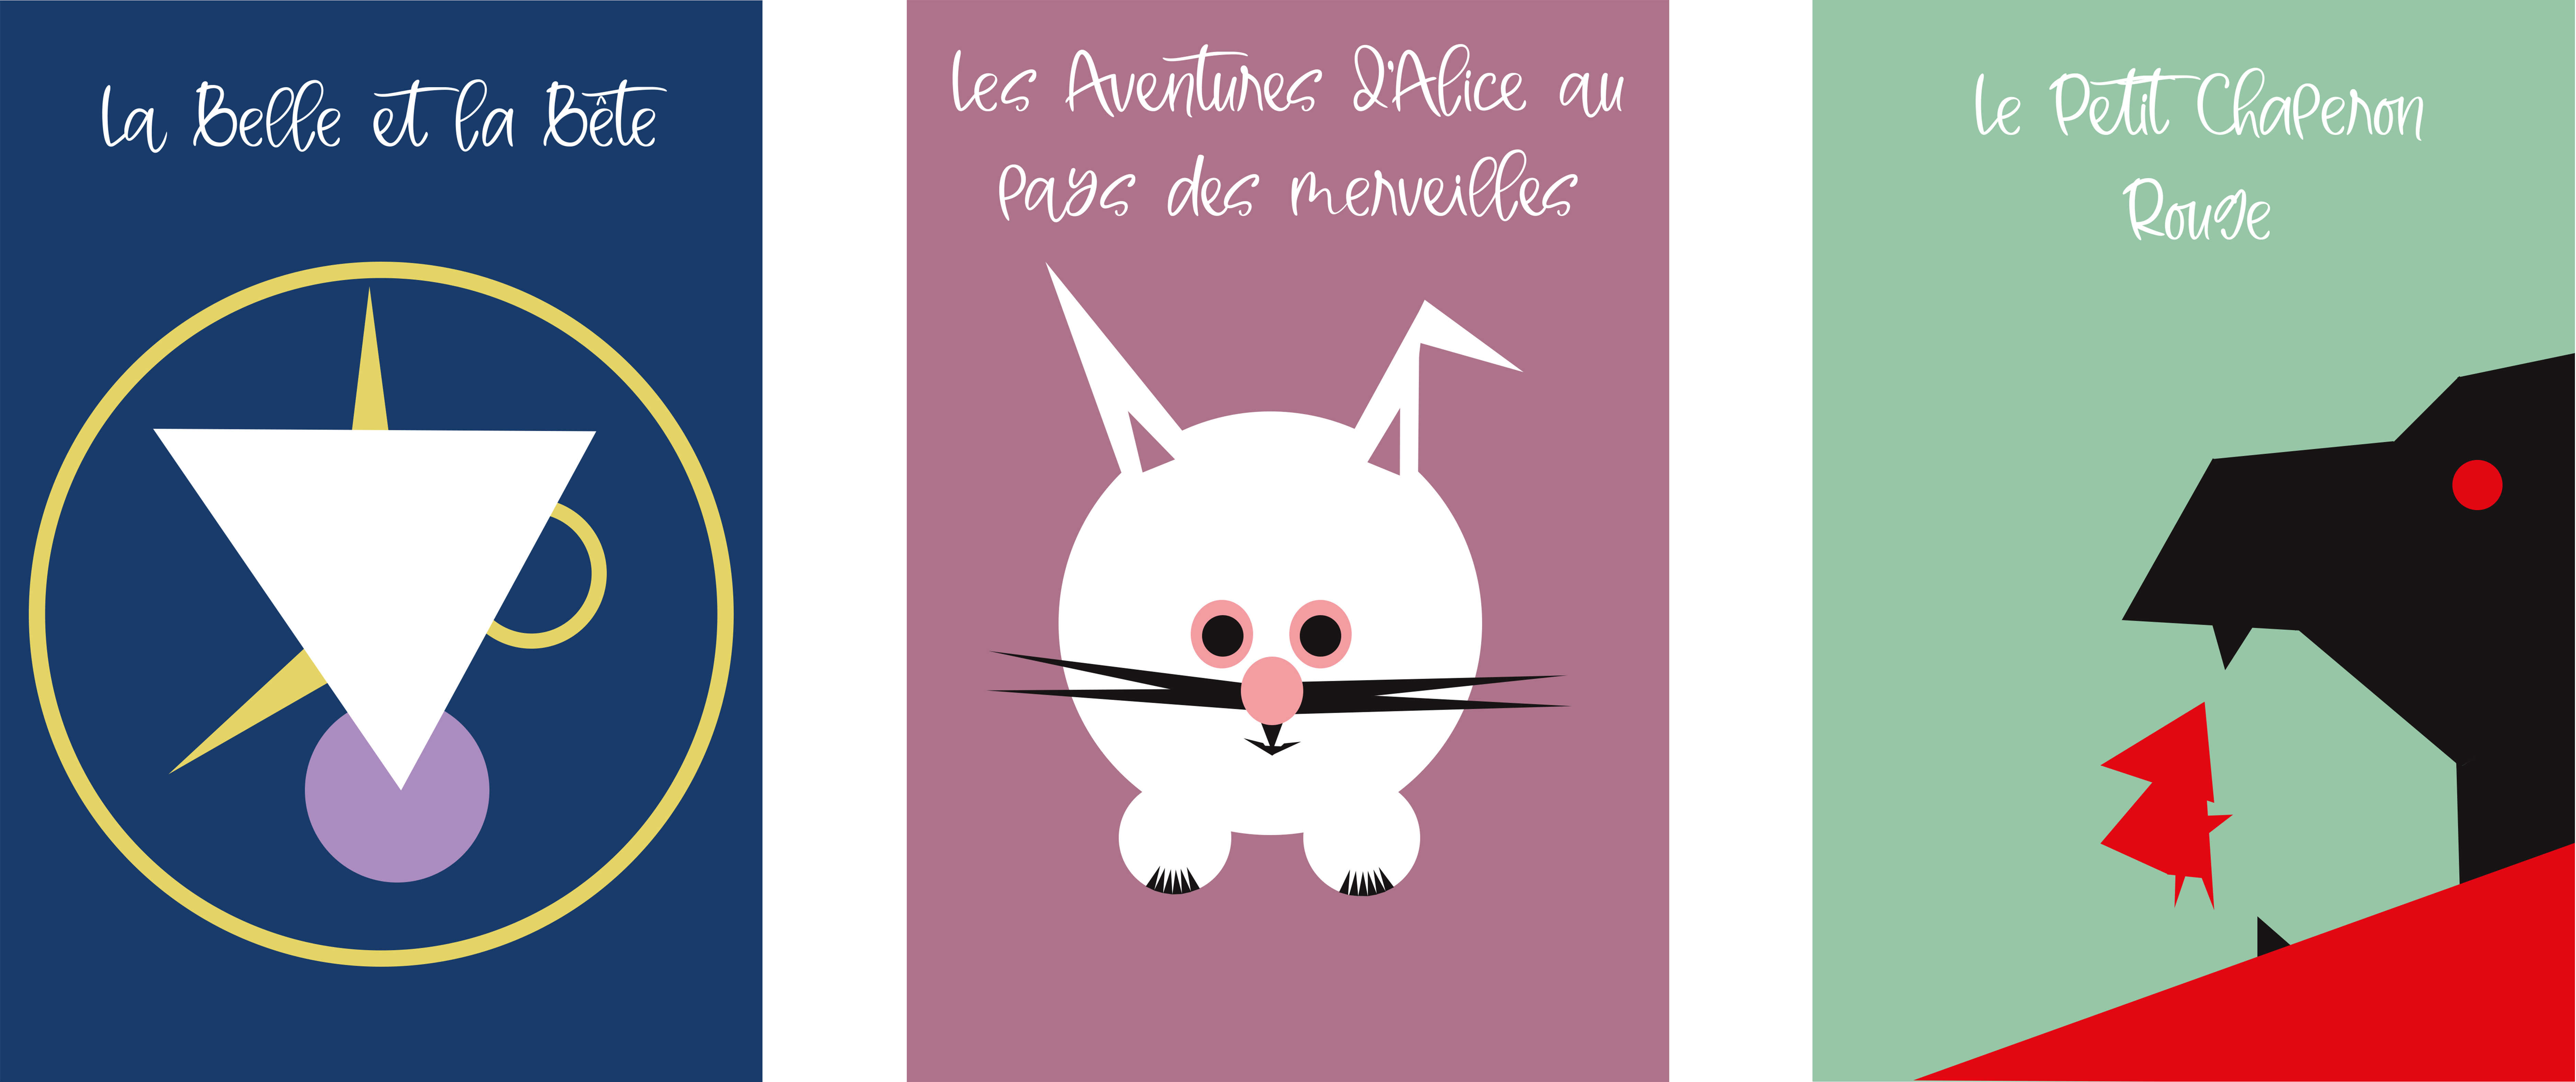 La Belle et la Bête
Les Aventures d'Alice au
pays des merveilles
Le Petit Chaperon
Rouge